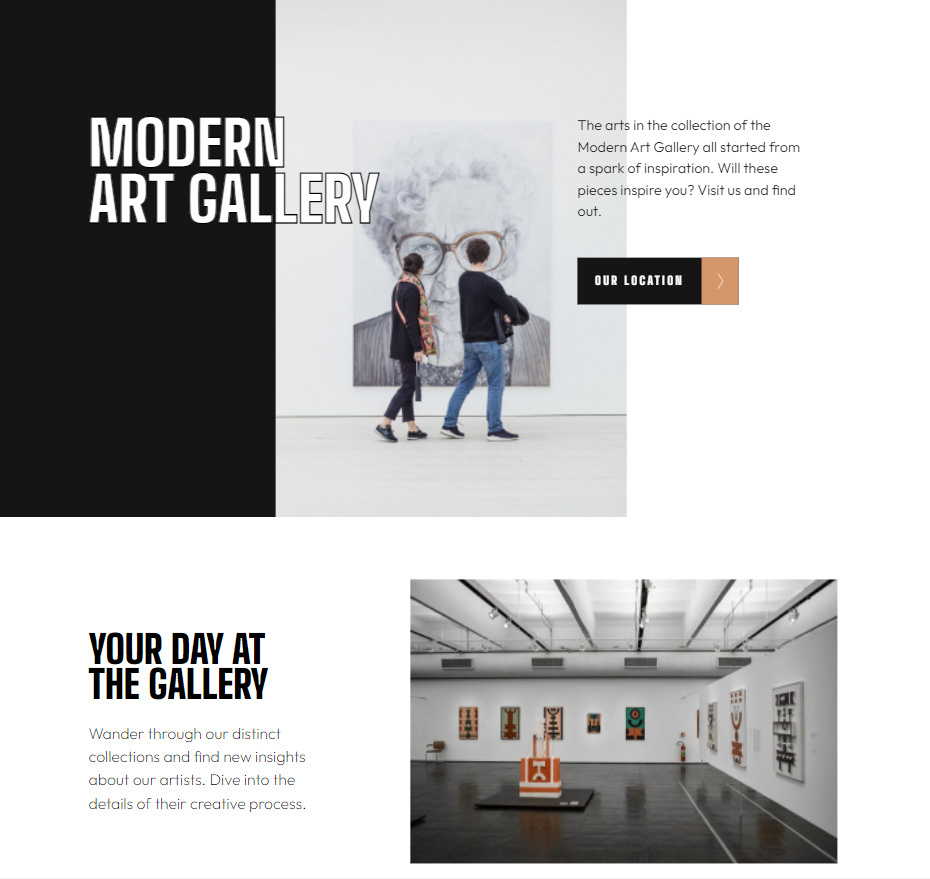 MODERN
ART GALLERY
The arts in the collection of the
Modern Art Gallery all started from
a spark of inspiration. Will these
pieces inspire you? Visit us and find
out.
OUR LOCATION
YOUR DAY AT
THE GALLERY
Wander through our distinct
collections and find new insights
about our artists. Dive into the
details of their creative process.